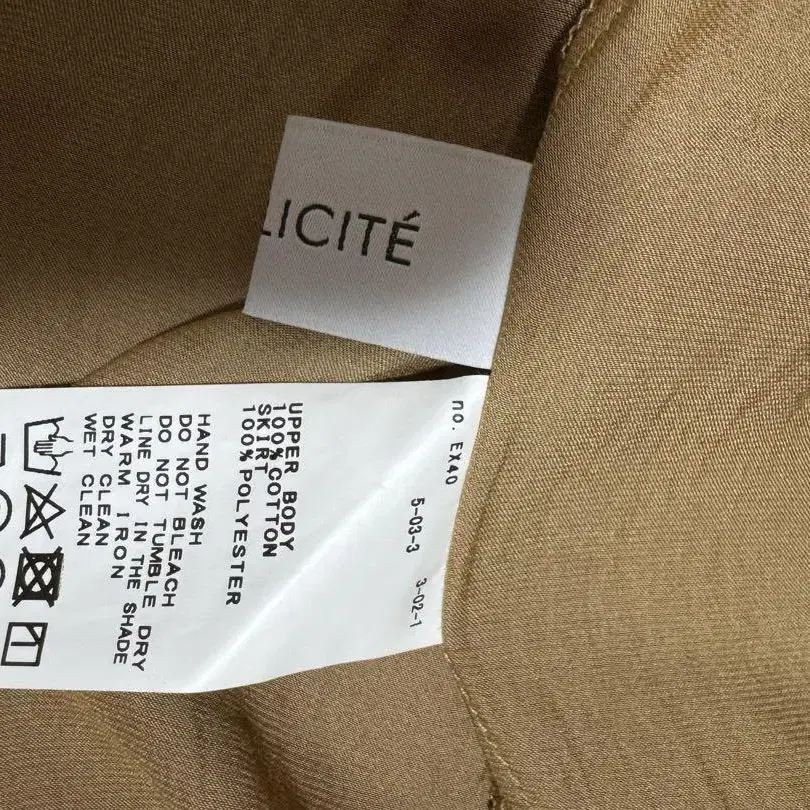 LICITÉ
no. EX40
5-03-3 3-02-1
UPPER BODY
100%COTTON
SKIRT
100%POLYESTER
HAND WASH
DO NOT BLEACH
DO NOT TUMBLE DRY
LINE DRY IN THE SHADE
WARM IRON
DRY CLEAN
WET CLEAN